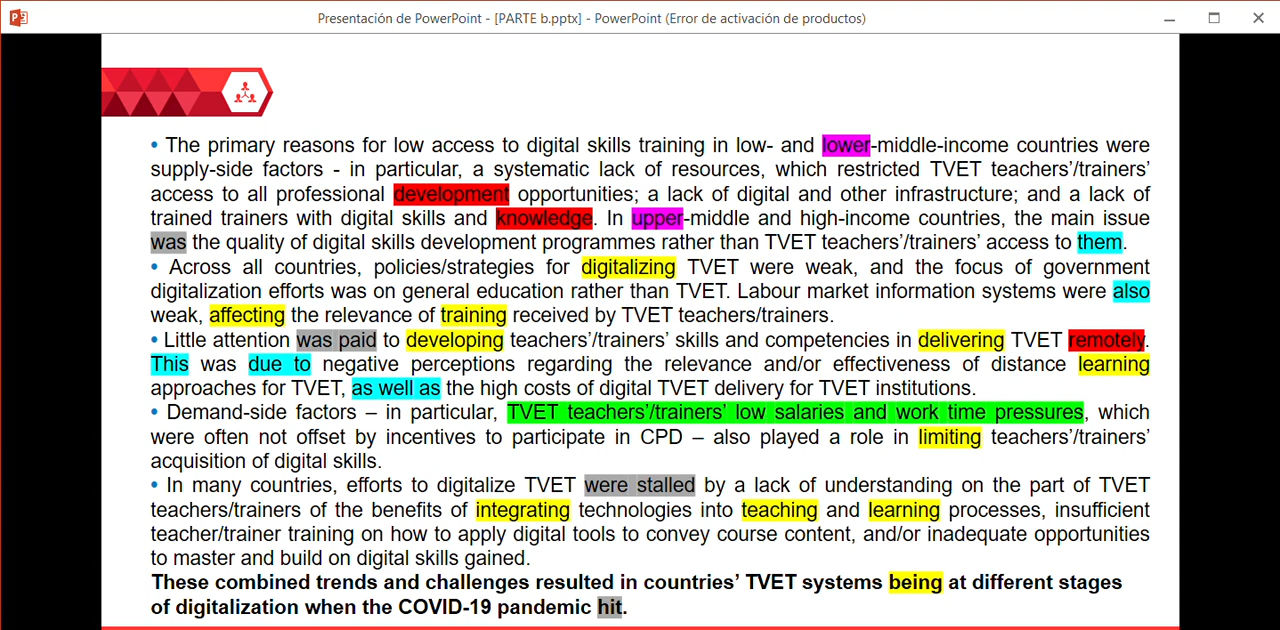 Presentación de PowerPoint - [PARTE b.pptx] - PowerPoint (Error de activación de productos)
• The primary reasons for low access to digital skills training in low- and lower-middle-income countries were
supply-side factors - in particular, a systematic lack of resources, which restricted TVET teachers’/trainers’
access to all professional development opportunities; a lack of digital and other infrastructure; and a lack of
trained trainers with digital skills and knowledge. In upper-middle and high-income countries, the main issue
was the quality of digital skills development programmes rather than TVET teachers’/trainers’ access to them.
• Across all countries, policies/strategies for digitalizing TVET were weak, and the focus of government
digitalization efforts was on general education rather than TVET. Labour market information systems were also
weak, affecting the relevance of training received by TVET teachers/trainers.
• Little attention was paid to developing teachers’/trainers’ skills and competencies in delivering TVET remotely.
This was due to negative perceptions regarding the relevance and/or effectiveness of distance learning
approaches for TVET, as well as the high costs of digital TVET delivery for TVET institutions.
• Demand-side factors – in particular, TVET teachers’/trainers’ low salaries and work time pressures, which
were often not offset by incentives to participate in CPD – also played a role in limiting teachers’/trainers’
acquisition of digital skills.
• In many countries, efforts to digitalize TVET were stalled by a lack of understanding on the part of TVET
teachers/trainers of the benefits of integrating technologies into teaching and learning processes, insufficient
teacher/trainer training on how to apply digital tools to convey course content, and/or inadequate opportunities
to master and build on digital skills gained.
These combined trends and challenges resulted in countries’ TVET systems being at different stages
of digitalization when the COVID-19 pandemic hit.